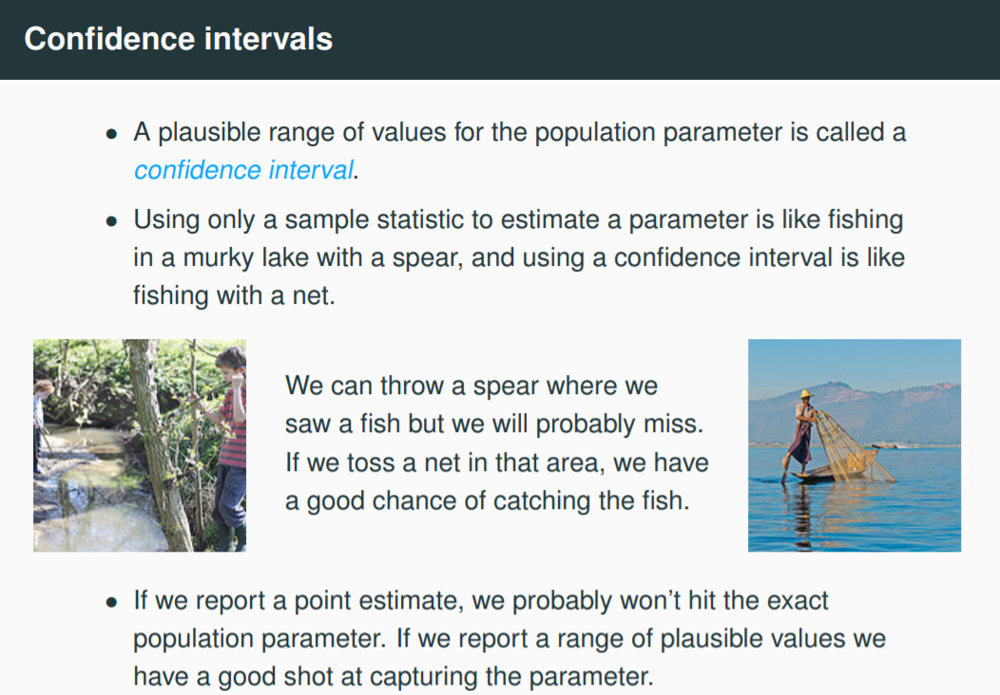 Confidence intervals
• A plausible range of values for the population parameter is called a
confidence interval.
• Using only a sample statistic to estimate a parameter is like fishing
in a murky lake with a spear, and using a confidence interval is like
fishing with a net.
We can throw a spear where we
saw a fish but we will probably miss.
If we toss a net in that area, we have
a good chance of catching the fish.
• If we report a point estimate, we probably won't hit the exact
population parameter. If we report a range of plausible values we
have a good shot at capturing the parameter.